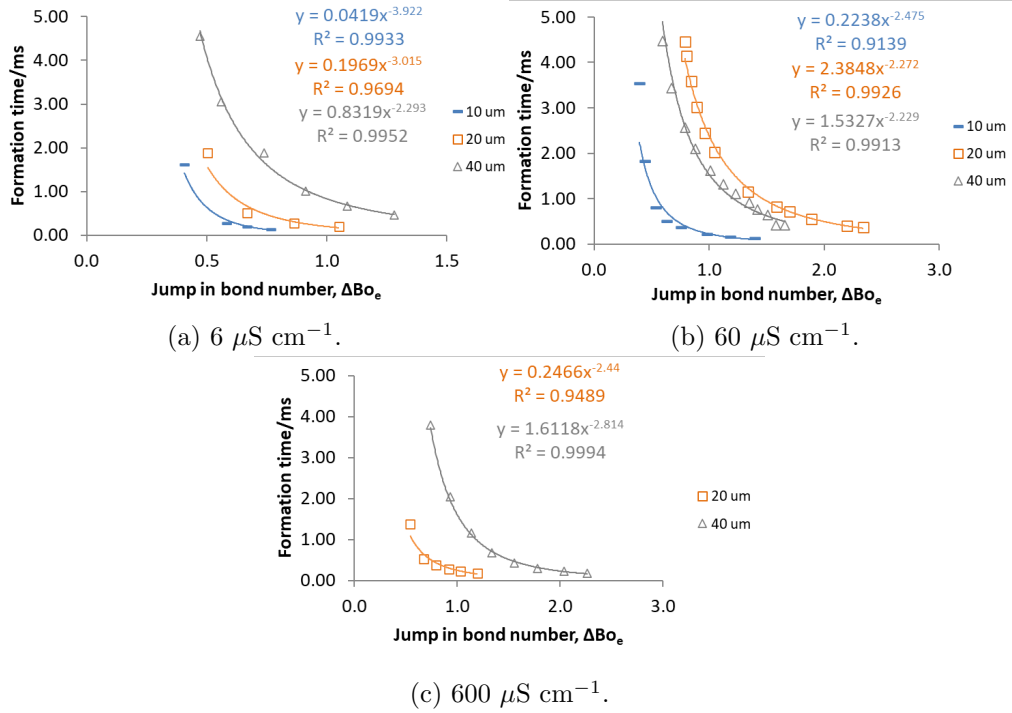 5.00
4.00
3.00
2.00
1.00
0.00
0.0
0.5
1.0
1.5
Formation time/ms
Jump in bond number, ΔBoₑ
y = 0.0419x⁻³·⁹²²
R² = 0.9933
y = 0.1969x⁻³·⁰¹⁵
R² = 0.9694
y = 0.8319x⁻²·²⁹³
R² = 0.9952
10 um
20 um
40 um
(a) 6 μS cm⁻¹.
5.00
4.00
3.00
2.00
1.00
0.00
0.0
1.0
2.0
3.0
Formation time/ms
Jump in bond number, ΔBoₑ
y = 0.2238x⁻²·⁴⁷⁵
R² = 0.9139
y = 2.3848x⁻²·²⁷²
R² = 0.9926
y = 1.5327x⁻²·²²⁹
R² = 0.9913
10 um
20 um
40 um
(b) 60 μS cm⁻¹.
5.00
4.00
3.00
2.00
1.00
0.00
0.0
1.0
2.0
3.0
Formation time/ms
Jump in bond number, ΔBoₑ
y = 0.2466x⁻²·⁴⁴
R² = 0.9489
y = 1.6118x⁻²·⁸¹⁴
R² = 0.9994
20 um
40 um
(c) 600 μS cm⁻¹.